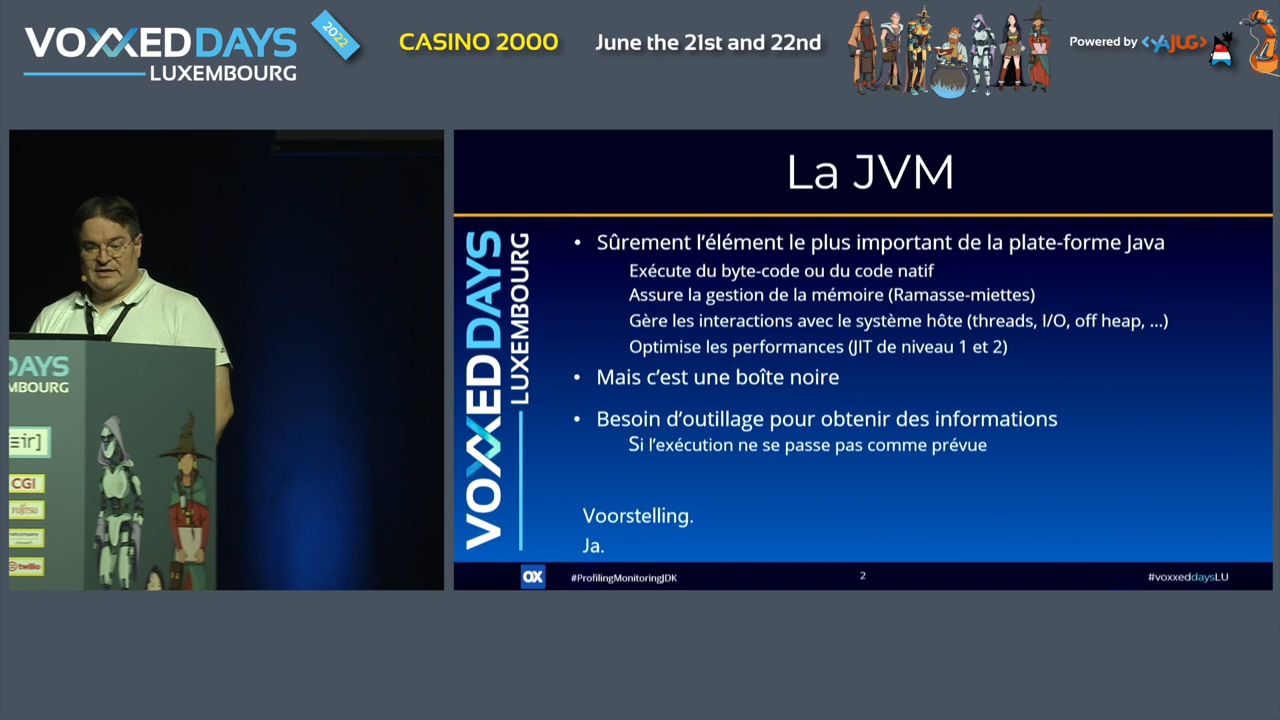 VOXXED DAYS
LUXEMBOURG
2022
CASINO 2000
June the 21st and 22nd
Powered by <YAJUG>
DAYS
MBOURG
CGI
FUJITSU
netcompany
twilio
La JVM
VOXXED DAYS
LUXEMBOURG
• Sûrement l’élément le plus important de la plate-forme Java
Exécute du byte-code ou du code natif
Assure la gestion de la mémoire (Ramasse-miettes)
Gère les interactions avec le système hôte (threads, I/O, off heap, ...)
Optimise les performances (JIT de niveau 1 et 2)
• Mais c’est une boîte noire
• Besoin d’outillage pour obtenir des informations
Si l’exécution ne se passe pas comme prévue
Voorstelling.
Ja.
OX
#ProfilingMonitoringJDK
2
#voxxeddaysLU